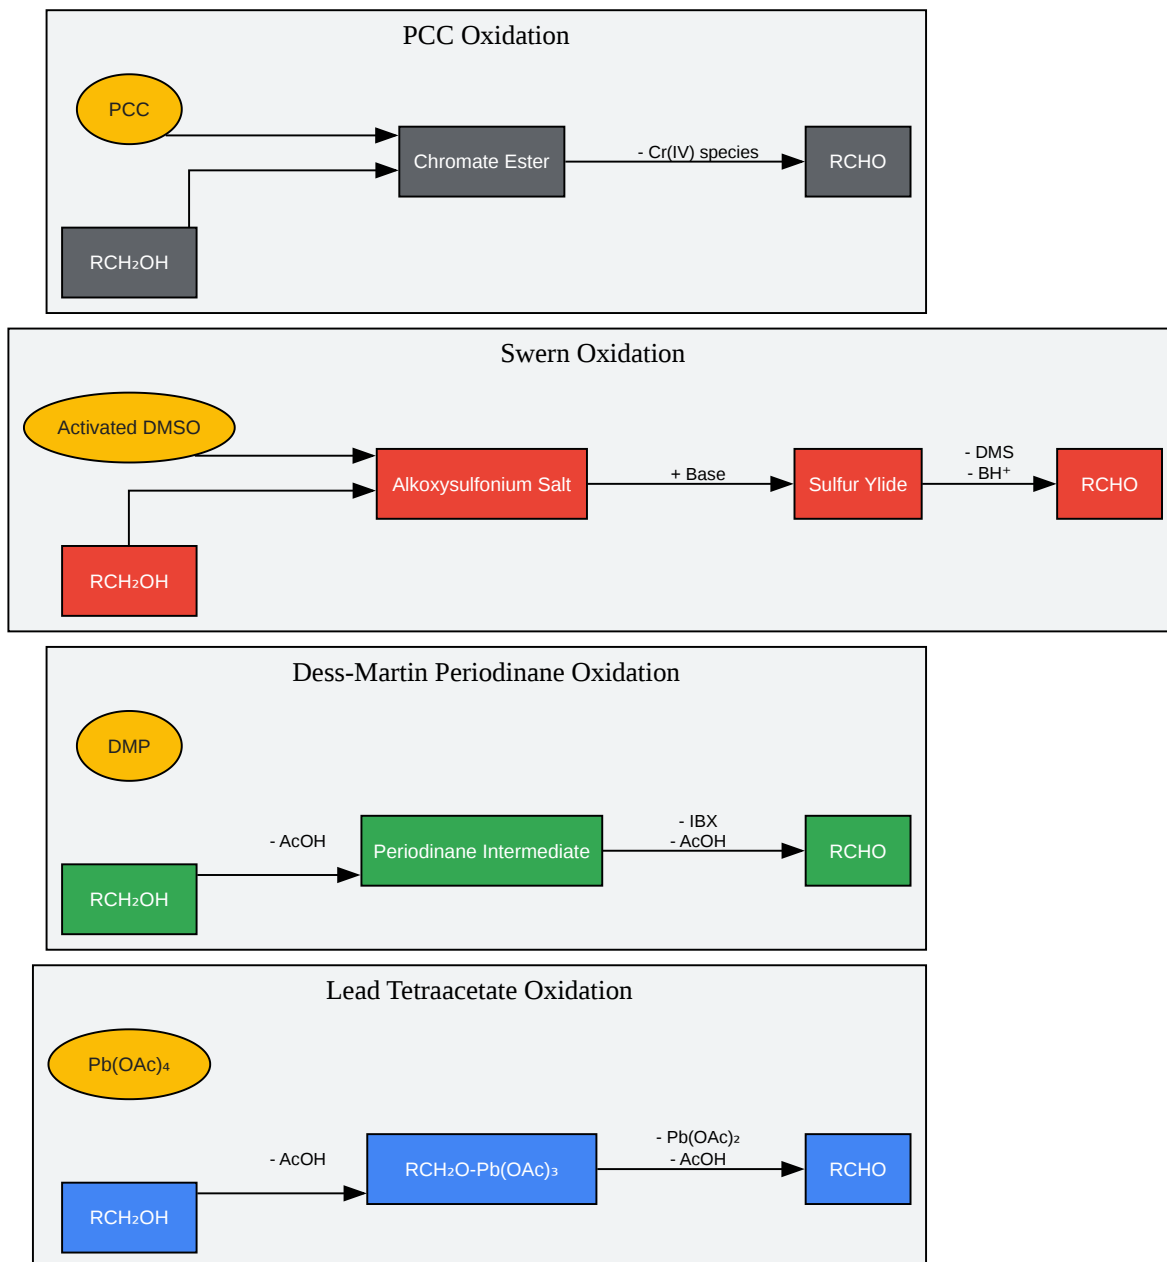 PCC Oxidation
PCC
Chromate Ester
- Cr(IV) species
RCHO
RCH₂OH
Swern Oxidation
Activated DMSO
Alkoxysulfonium Salt
+ Base
Sulfur Ylide
- DMS
- BH⁺
RCHO
RCH₂OH
Dess-Martin Periodinane Oxidation
DMP
- AcOH
Periodinane Intermediate
- IBX
- AcOH
RCHO
RCH₂OH
Lead Tetraacetate Oxidation
Pb(OAc)₄
- AcOH
RCH₂O-Pb(OAc)₃
- Pb(OAc)₂
- AcOH
RCHO
RCH₂OH